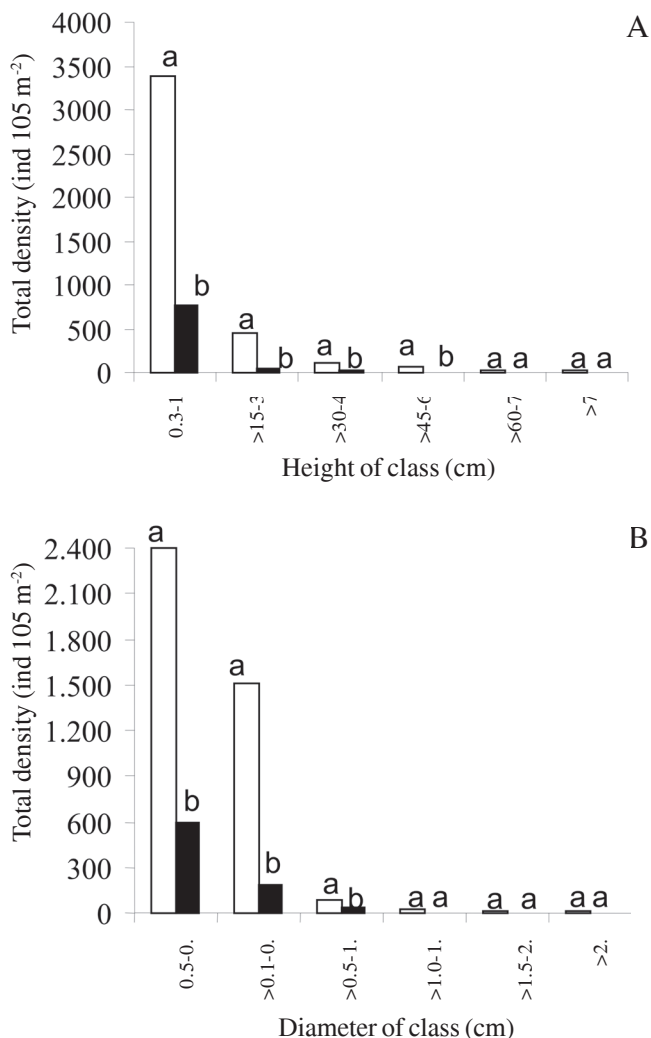 A
Total density (ind 105 m⁻²)
4000
3500
3000
2500
2000
1500
1000
500
0
a
b
a
b
a
b
a
b
a a
a a
0.3-1
>15-3
>30-4
>45-6
>60-7
>7
Height of class (cm)
B
Total density (ind 105 m⁻²)
2.400
2.100
1.800
1.500
1.200
900
600
300
0
a
b
a
b
a
b
a a
a a
a a
0.5-0.
>0.1-0.
>0.5-1.
>1.0-1.
>1.5-2.
>2.
Diameter of class (cm)